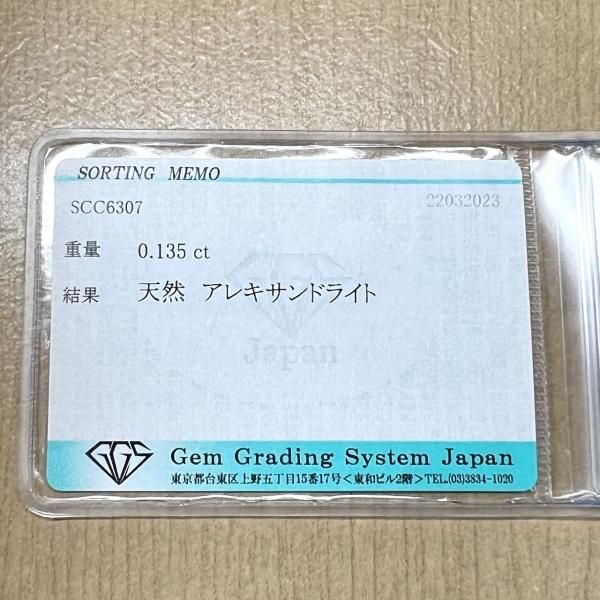 SORTING MEMO
SCC6307 22032023
重量 0.135 ct
結果 天然 アレキサンドライト
Japan
GGS Gem Grading System Japan
東京都台東区上野五丁目15番17号<東和ビル2階>TEL.(03)3834-1020